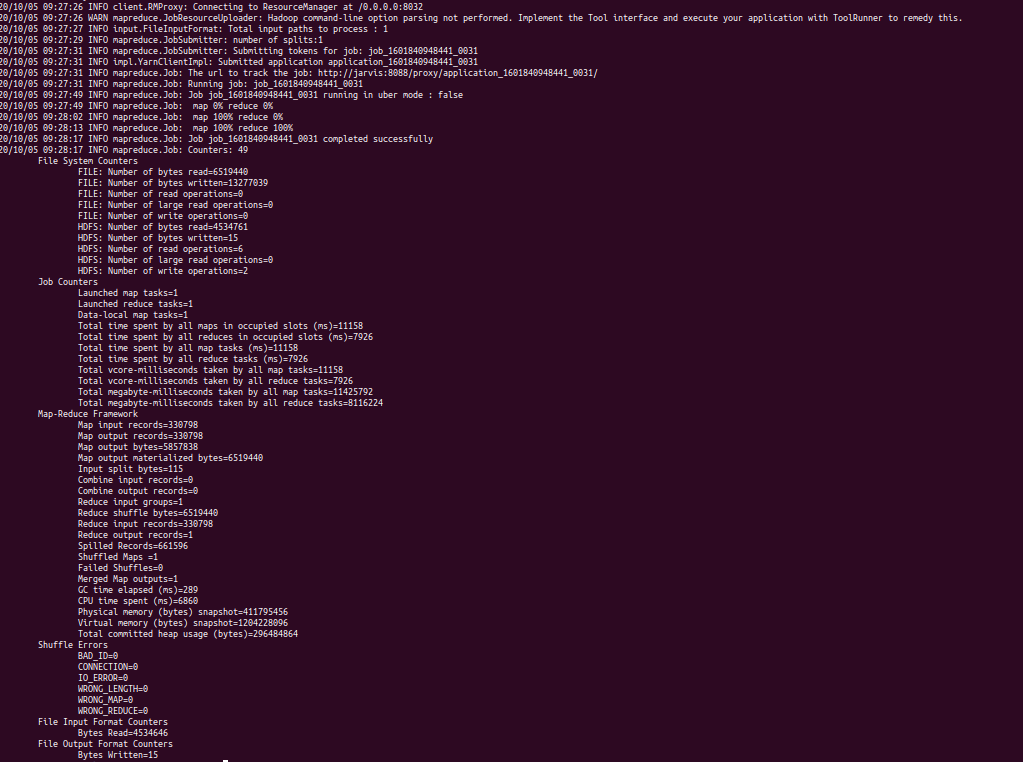 20/10/05 09:27:26 INFO client.RMProxy: Connecting to ResourceManager at /0.0.0.0:8032
20/10/05 09:27:26 WARN mapreduce.JobResourceUploader: Hadoop command-line option parsing not performed. Implement the Tool interface and execute your application with ToolRunner to remedy this.
20/10/05 09:27:27 INFO input.FileInputFormat: Total input paths to process : 1
20/10/05 09:27:29 INFO mapreduce.JobSubmitter: number of splits:1
20/10/05 09:27:31 INFO mapreduce.JobSubmitter: Submitting tokens for job: job_1601840948441_0031
20/10/05 09:27:31 INFO impl.YarnClientImpl: Submitted application application_1601840948441_0031
20/10/05 09:27:31 INFO mapreduce.Job: The url to track the job: http://jarvis:8088/proxy/application_1601840948441_0031/
20/10/05 09:27:31 INFO mapreduce.Job: Running job: job_1601840948441_0031
20/10/05 09:27:49 INFO mapreduce.Job: Job job_1601840948441_0031 running in uber mode : false
20/10/05 09:27:49 INFO mapreduce.Job:  map 0% reduce 0%
20/10/05 09:28:02 INFO mapreduce.Job:  map 100% reduce 0%
20/10/05 09:28:13 INFO mapreduce.Job:  map 100% reduce 100%
20/10/05 09:28:17 INFO mapreduce.Job: Job job_1601840948441_0031 completed successfully
20/10/05 09:28:17 INFO mapreduce.Job: Counters: 49
File System Counters
FILE: Number of bytes read=6519440
FILE: Number of bytes written=13277039
FILE: Number of read operations=0
FILE: Number of large read operations=0
FILE: Number of write operations=0
HDFS: Number of bytes read=4534761
HDFS: Number of bytes written=15
HDFS: Number of read operations=6
HDFS: Number of large read operations=0
HDFS: Number of write operations=2
Job Counters
Launched map tasks=1
Launched reduce tasks=1
Data-local map tasks=1
Total time spent by all maps in occupied slots (ms)=11158
Total time spent by all reduces in occupied slots (ms)=7926
Total time spent by all map tasks (ms)=11158
Total time spent by all reduce tasks (ms)=7926
Total vcore-milliseconds taken by all map tasks=11158
Total vcore-milliseconds taken by all reduce tasks=7926
Total megabyte-milliseconds taken by all map tasks=11425792
Total megabyte-milliseconds taken by all reduce tasks=8116224
Map-Reduce Framework
Map input records=330798
Map output records=330798
Map output bytes=5857838
Map output materialized bytes=6519440
Input split bytes=115
Combine input records=0
Combine output records=0
Reduce input groups=1
Reduce shuffle bytes=6519440
Reduce input records=330798
Reduce output records=1
Spilled Records=661596
Shuffled Maps =1
Failed Shuffles=0
Merged Map outputs=1
GC time elapsed (ms)=289
CPU time spent (ms)=6860
Physical memory (bytes) snapshot=411795456
Virtual memory (bytes) snapshot=1204228096
Total committed heap usage (bytes)=296484864
Shuffle Errors
BAD_ID=0
CONNECTION=0
IO_ERROR=0
WRONG_LENGTH=0
WRONG_MAP=0
WRONG_REDUCE=0
File Input Format Counters
Bytes Read=4534646
File Output Format Counters
Bytes Written=15